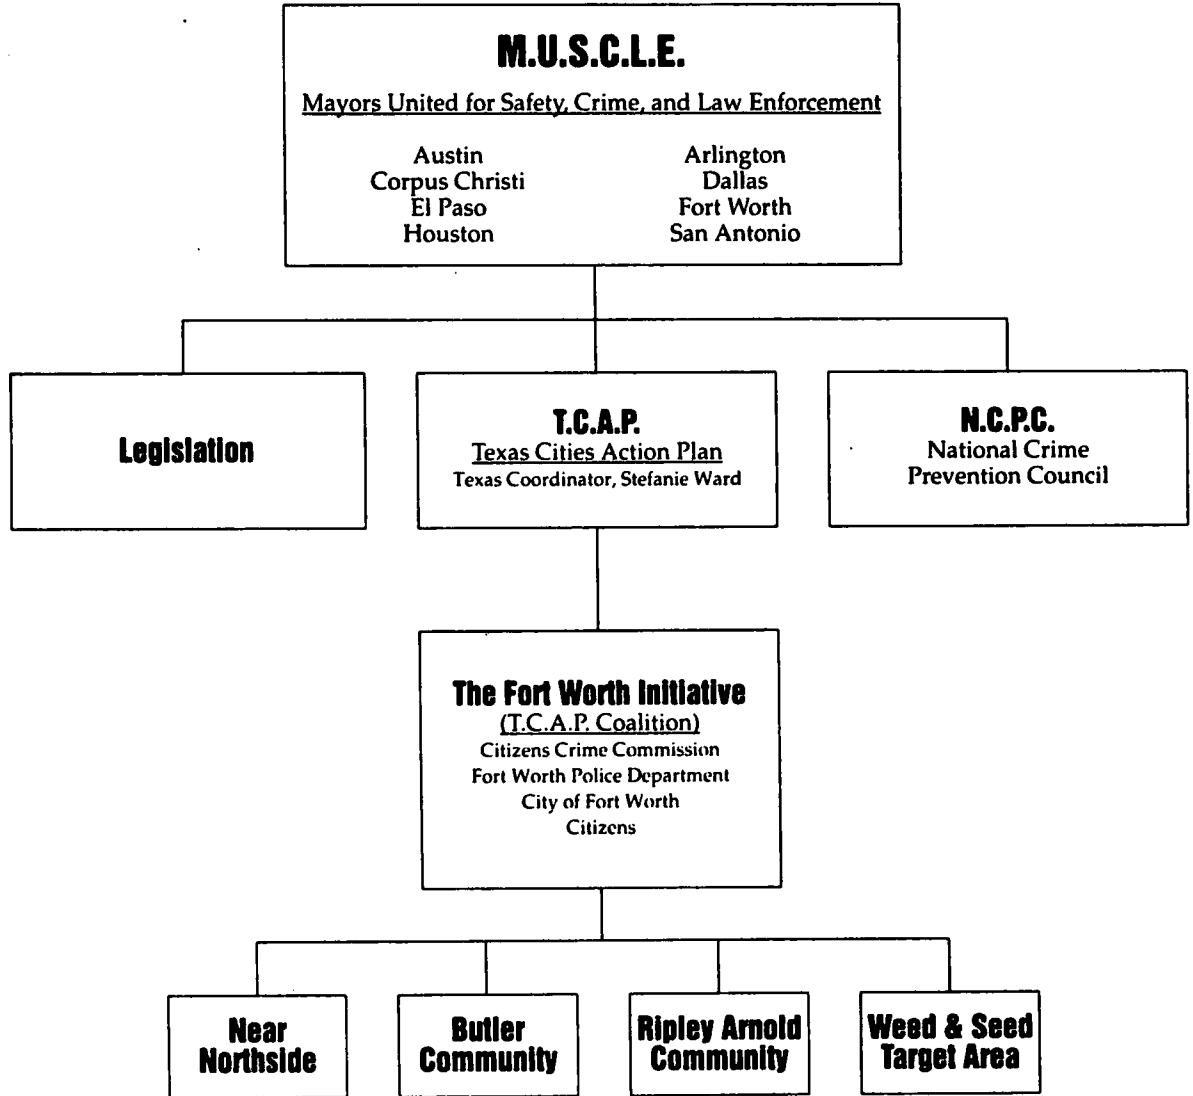 M.U.S.C.L.E.
Mayors United for Safety, Crime, and Law Enforcement
Austin
Corpus Christi
El Paso
Houston
Arlington
Dallas
Fort Worth
San Antonio
Legislation
T.C.A.P.
Texas Cities Action Plan
Texas Coordinator, Stefanie Ward
N.C.P.C.
National Crime
Prevention Council
The Fort Worth Initiative
(T.C.A.P. Coalition)
Citizens Crime Commission
Fort Worth Police Department
City of Fort Worth
Citizens
Near
Northside
Butler
Community
Ripley Arnold
Community
Weed & Seed
Target Area